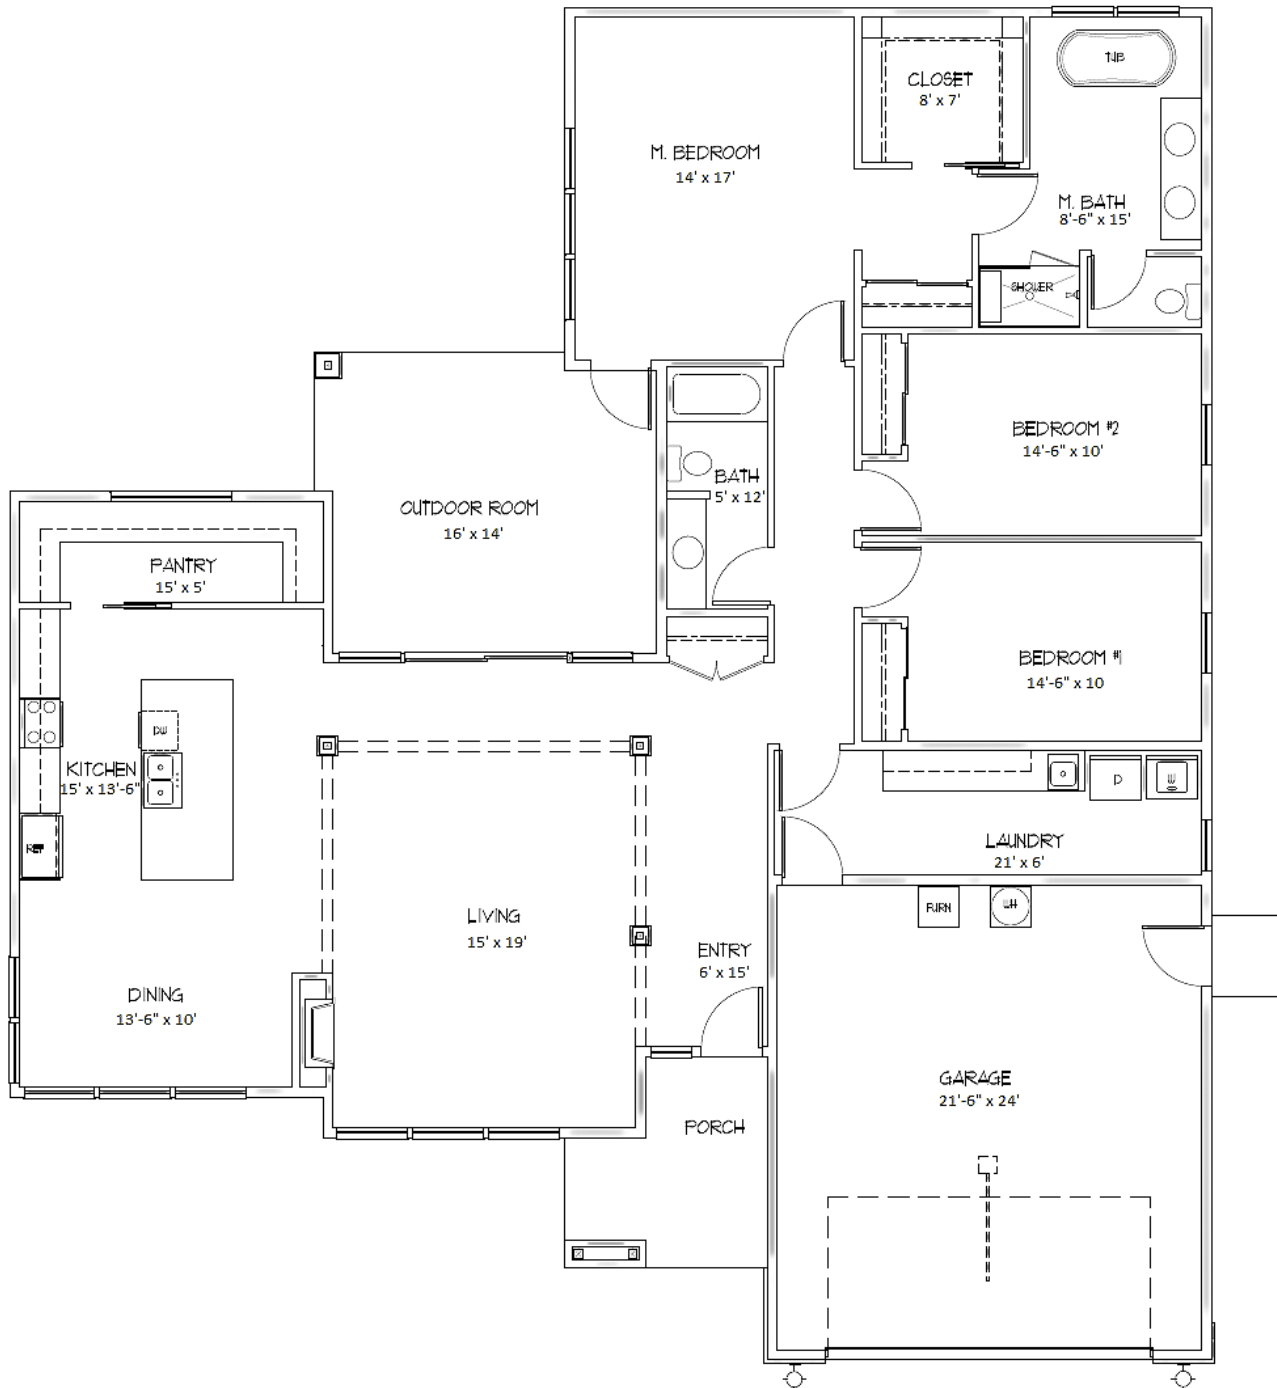 TUB
CLOSET
8' x 7'
M. BEDROOM
14' x 17'
M. BATH
8'-6" x 15'
SHOWER
BEDROOM #2
14'-6" x 10'
BATH
5' x 12'
OUTDOOR ROOM
16' x 14'
PANTRY
15' x 5'
BEDROOM #1
14'-6" x 10
DW
KITCHEN
15' x 13'-6"
D
W
REF
LAUNDRY
21' x 6'
FURN
WH
LIVING
15' x 19'
ENTRY
6' x 15'
DINING
13'-6" x 10'
GARAGE
21'-6" x 24'
PORCH